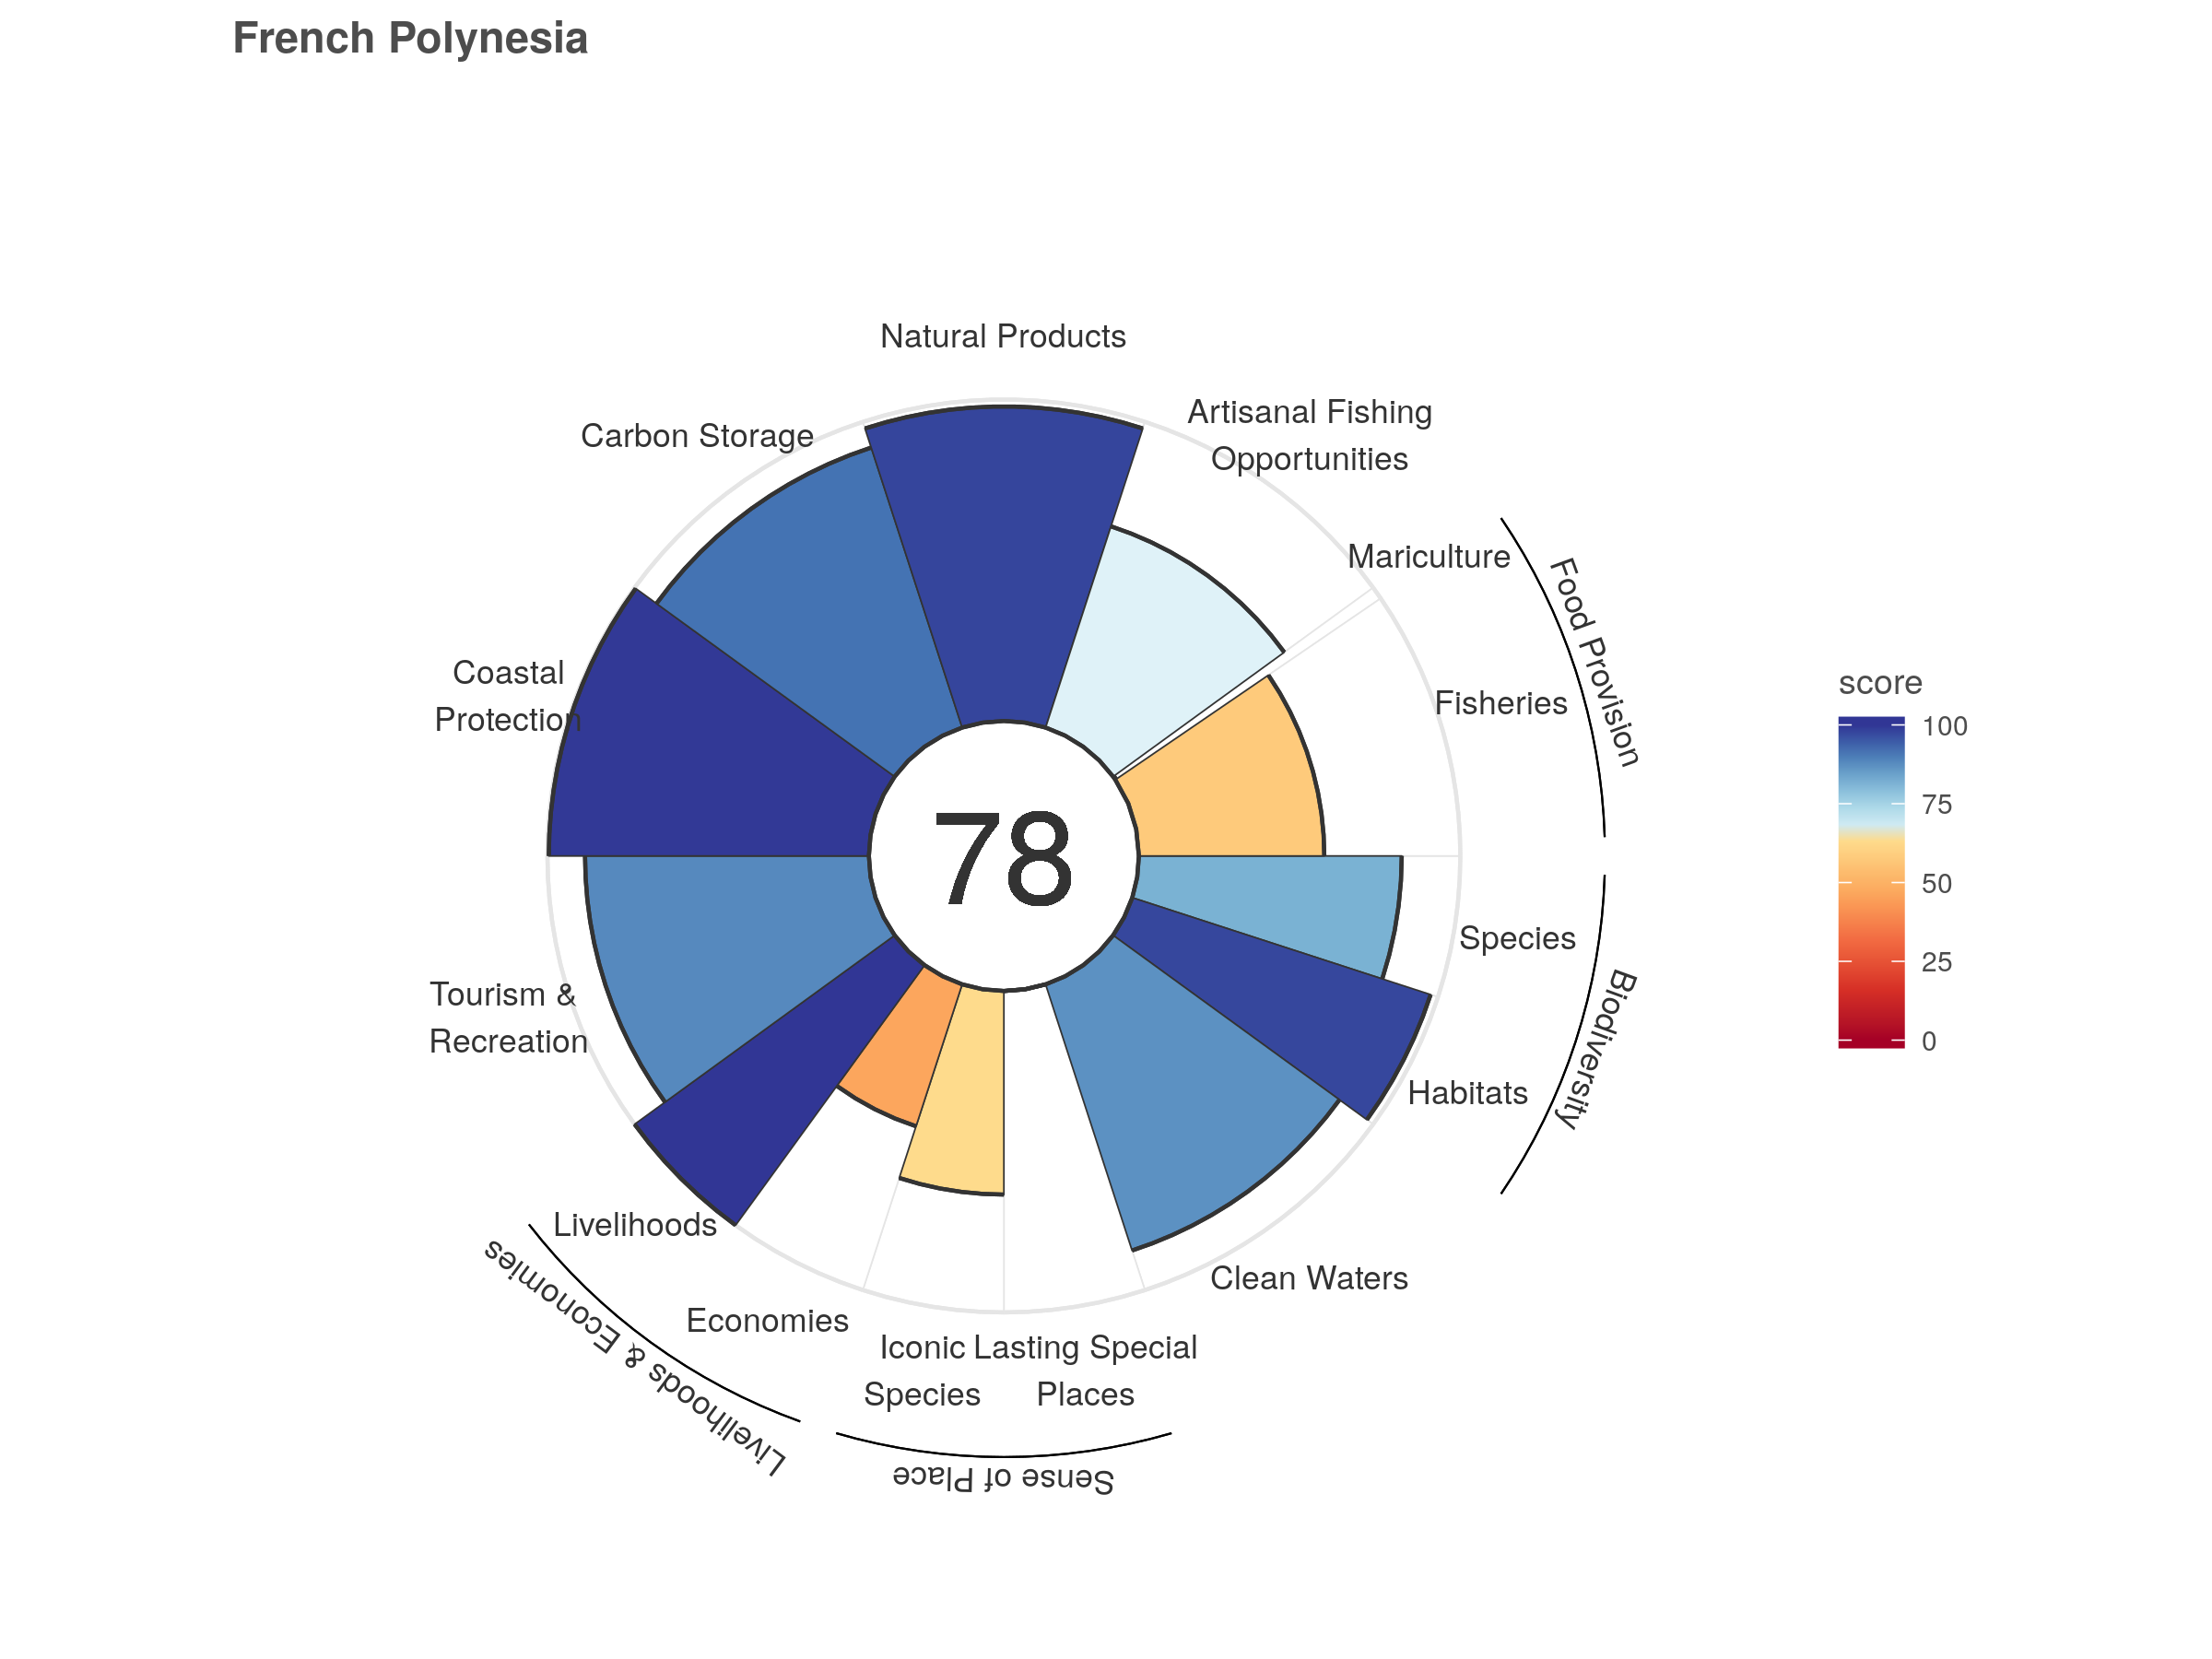 French Polynesia
Natural Products
Artisanal Fishing
Opportunities
Carbon Storage
Mariculture
Food Provision
Fisheries
Coastal
Protection
score
100
75
50
25
0
78
Species
Biodiversity
Habitats
Tourism &
Recreation
Livelihoods
Clean Waters
Economies
Livelihoods & Economies
Iconic
Species
Lasting Special
Places
Sense of Place